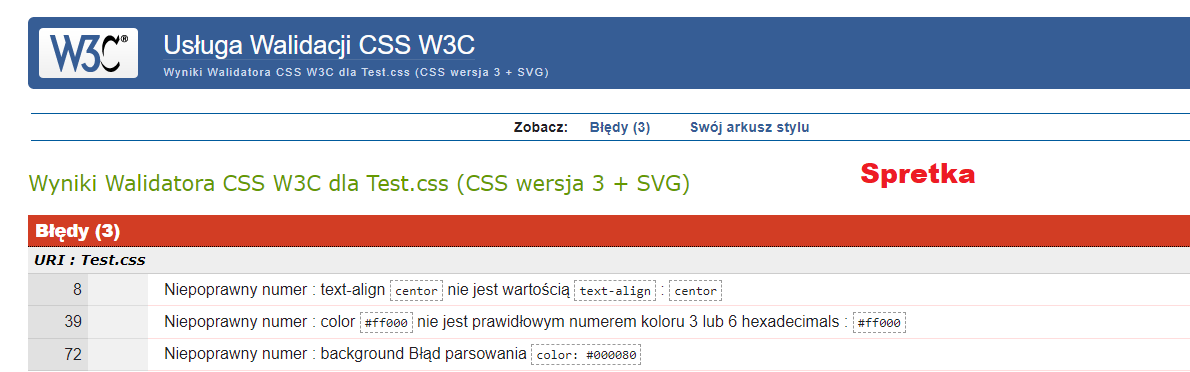 W3C® Usługa Walidacji CSS W3C
Wyniki Walidatora CSS W3C dla Test.css (CSS wersja 3 + SVG)
Zobacz: Błędy (3) Swój arkusz stylu
Spretka
Wyniki Walidatora CSS W3C dla Test.css (CSS wersja 3 + SVG)
Błędy (3)
URI : Test.css
8 Niepoprawny numer : text-align centor nie jest wartością text-align : centor
39 Niepoprawny numer : color #ff000 nie jest prawidłowym numerem koloru 3 lub 6 hexadecimals : #ff000
72 Niepoprawny numer : background Błąd parsowania color: #000080